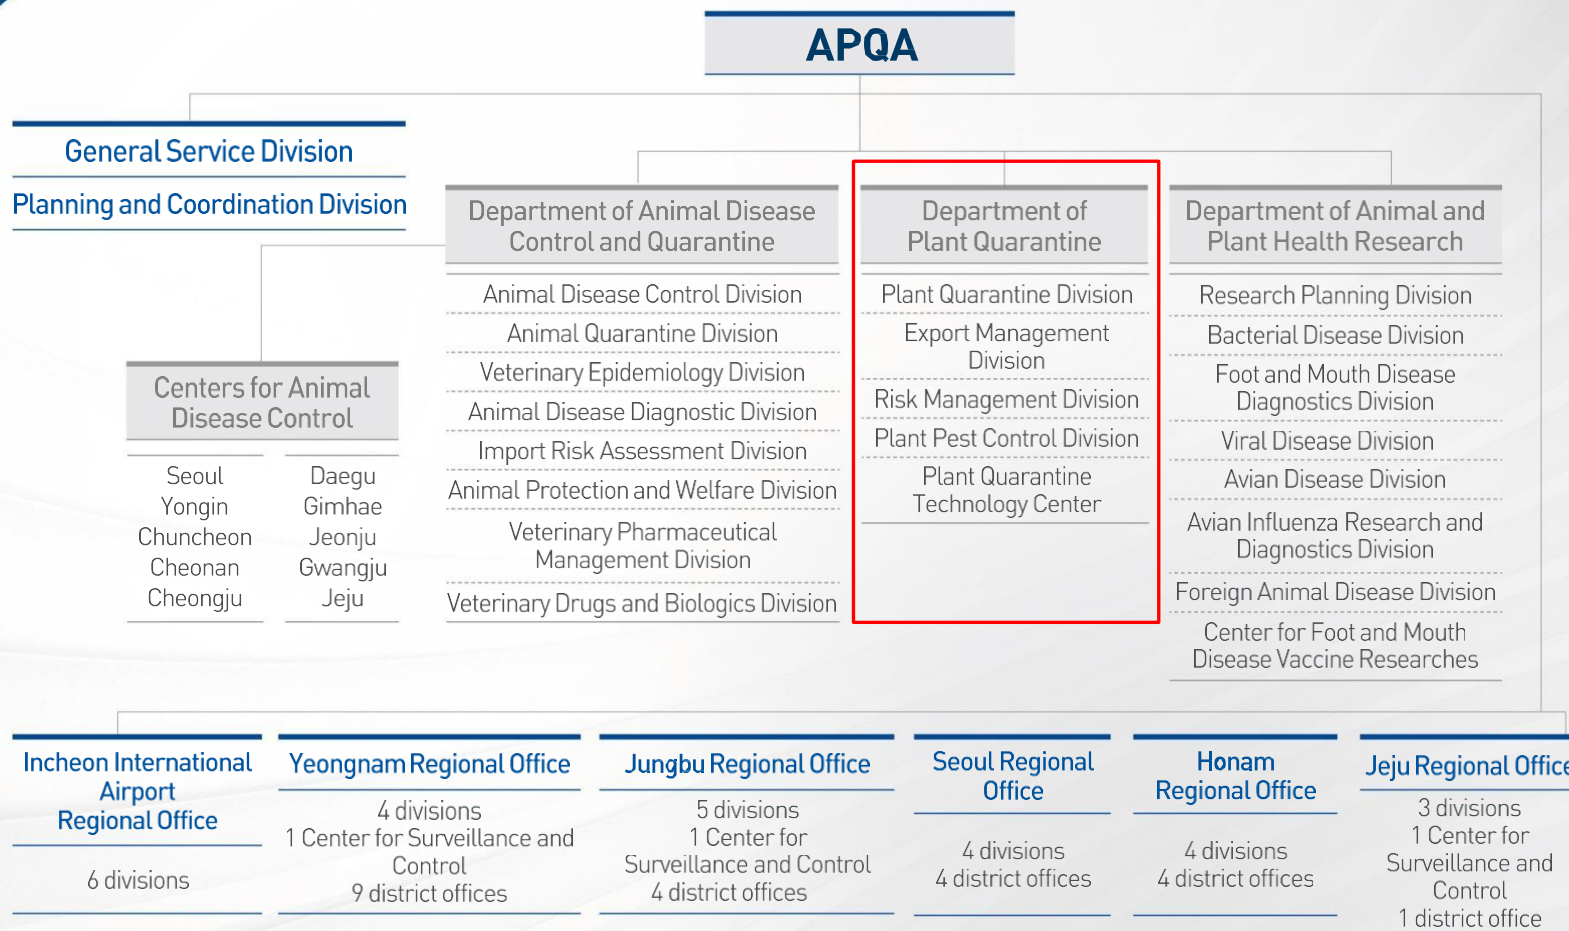 APQA
General Service Division
Planning and Coordination Division
Department of Animal Disease
Control and Quarantine
Animal Disease Control Division
Animal Quarantine Division
Veterinary Epidemiology Division
Animal Disease Diagnostic Division
Import Risk Assessment Division
Animal Protection and Welfare Division
Veterinary Pharmaceutical
Management Division
Veterinary Drugs and Biologics Division
Department of
Plant Quarantine
Plant Quarantine Division
Export Management
Division
Risk Management Division
Plant Pest Control Division
Plant Quarantine
Technology Center
Department of Animal and
Plant Health Research
Research Planning Division
Bacterial Disease Division
Foot and Mouth Disease
Diagnostics Division
Viral Disease Division
Avian Disease Division
Avian Influenza Research and
Diagnostics Division
Foreign Animal Disease Division
Center for Foot and Mouth
Disease Vaccine Researches
Centers for Animal
Disease Control
Seoul
Yongin
Chuncheon
Cheonan
Cheongju
Daegu
Gimhae
Jeonju
Gwangju
Jeju
Incheon International
Airport
Regional Office
6 divisions
Yeongnam Regional Office
4 divisions
1 Center for Surveillance and
Control
9 district offices
Jungbu Regional Office
5 divisions
1 Center for
Surveillance and Control
4 district offices
Seoul Regional
Office
4 divisions
4 district offices
Honam
Regional Office
4 divisions
4 district offices
Jeju Regional Office
3 divisions
1 Center for
Surveillance and
Control
1 district office